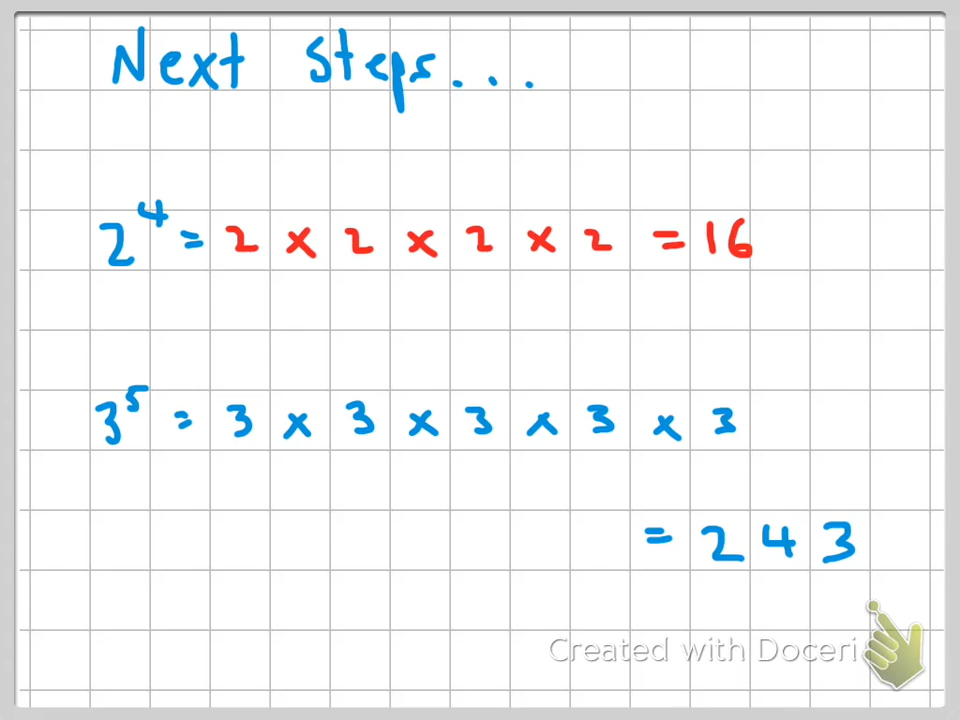 Next Steps...
2⁴ = 2 x 2 x 2 x 2 = 16
3⁵ = 3 x 3 x 3 x 3 x 3
= 243
Created with Doceri